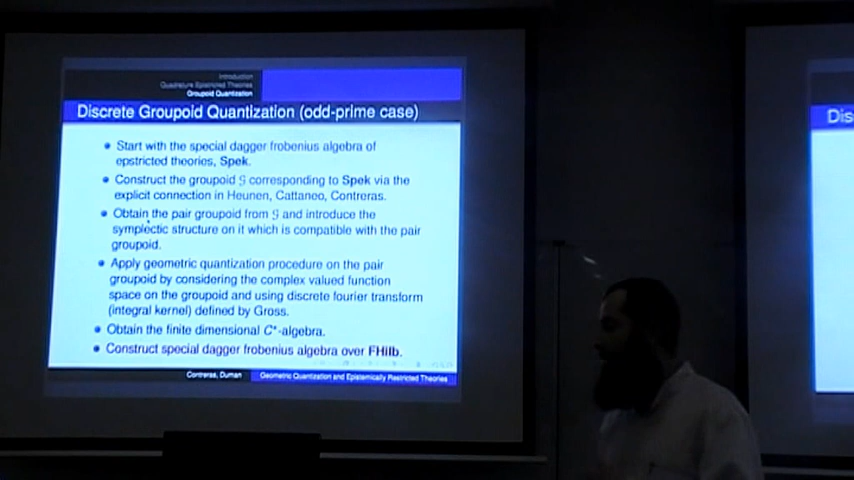 Introduction
Quadrature Epistricted Theories
Groupoid Quantization
Discrete Groupoid Quantization (odd-prime case)
Start with the special dagger frobenius algebra of
epstricted theories, Spek.
Construct the groupoid G corresponding to Spek via the
explicit connection in Heunen, Cattaneo, Contreras.
Obtain the pair groupoid from G and introduce the
symplectic structure on it which is compatible with the pair
groupoid.
Apply geometric quantization procedure on the pair
groupoid by considering the complex valued function
space on the groupoid and using discrete fourier transform
(integral kernel) defined by Gross.
Obtain the finite dimensional C*-algebra.
Construct special dagger frobenius algebra over FHilb.
Contreras, Duman
Geometric Quantization and Epistemically Restricted Theories
Dis